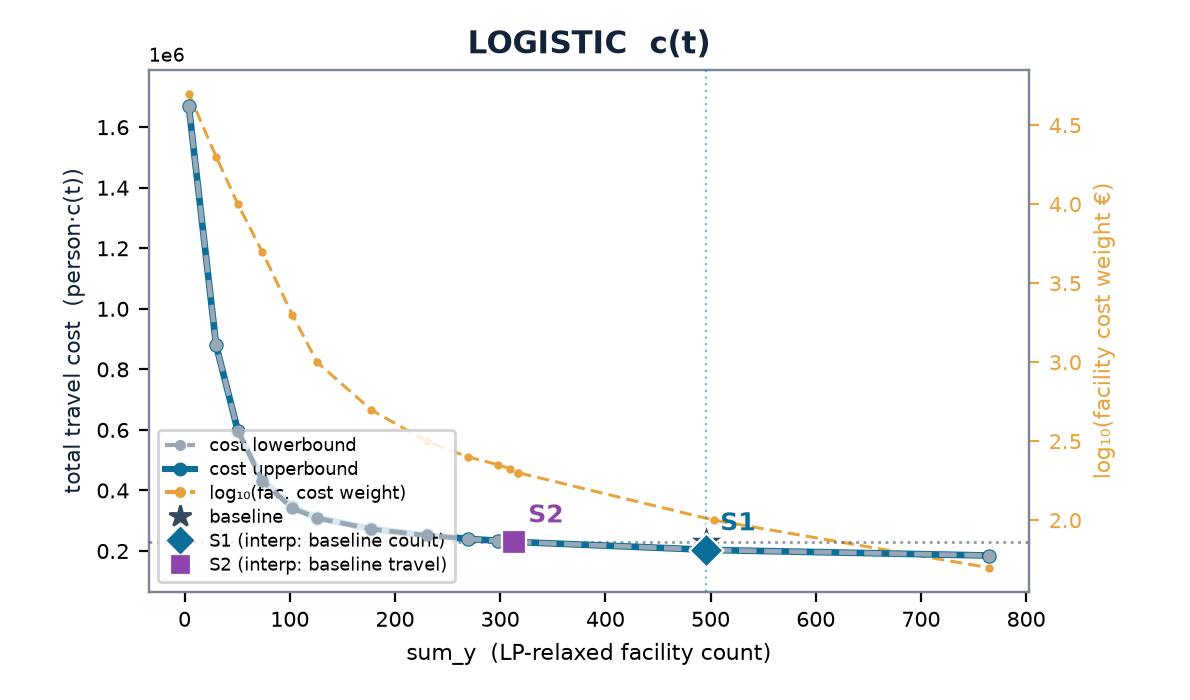 LOGISTIC c(t)
1e6
1.6
1.4
1.2
1.0
0.8
0.6
0.4
0.2
total travel cost (person·c(t))
4.5
4.0
3.5
3.0
2.5
2.0
log₁₀(facility cost weight €)
cost lowerbound
cost upperbound
log₁₀(fac. cost weight)
baseline
S1 (interp: baseline count)
S2 (interp: baseline travel)
S2
S1
0
100
200
300
400
500
600
700
800
sum_y (LP-relaxed facility count)